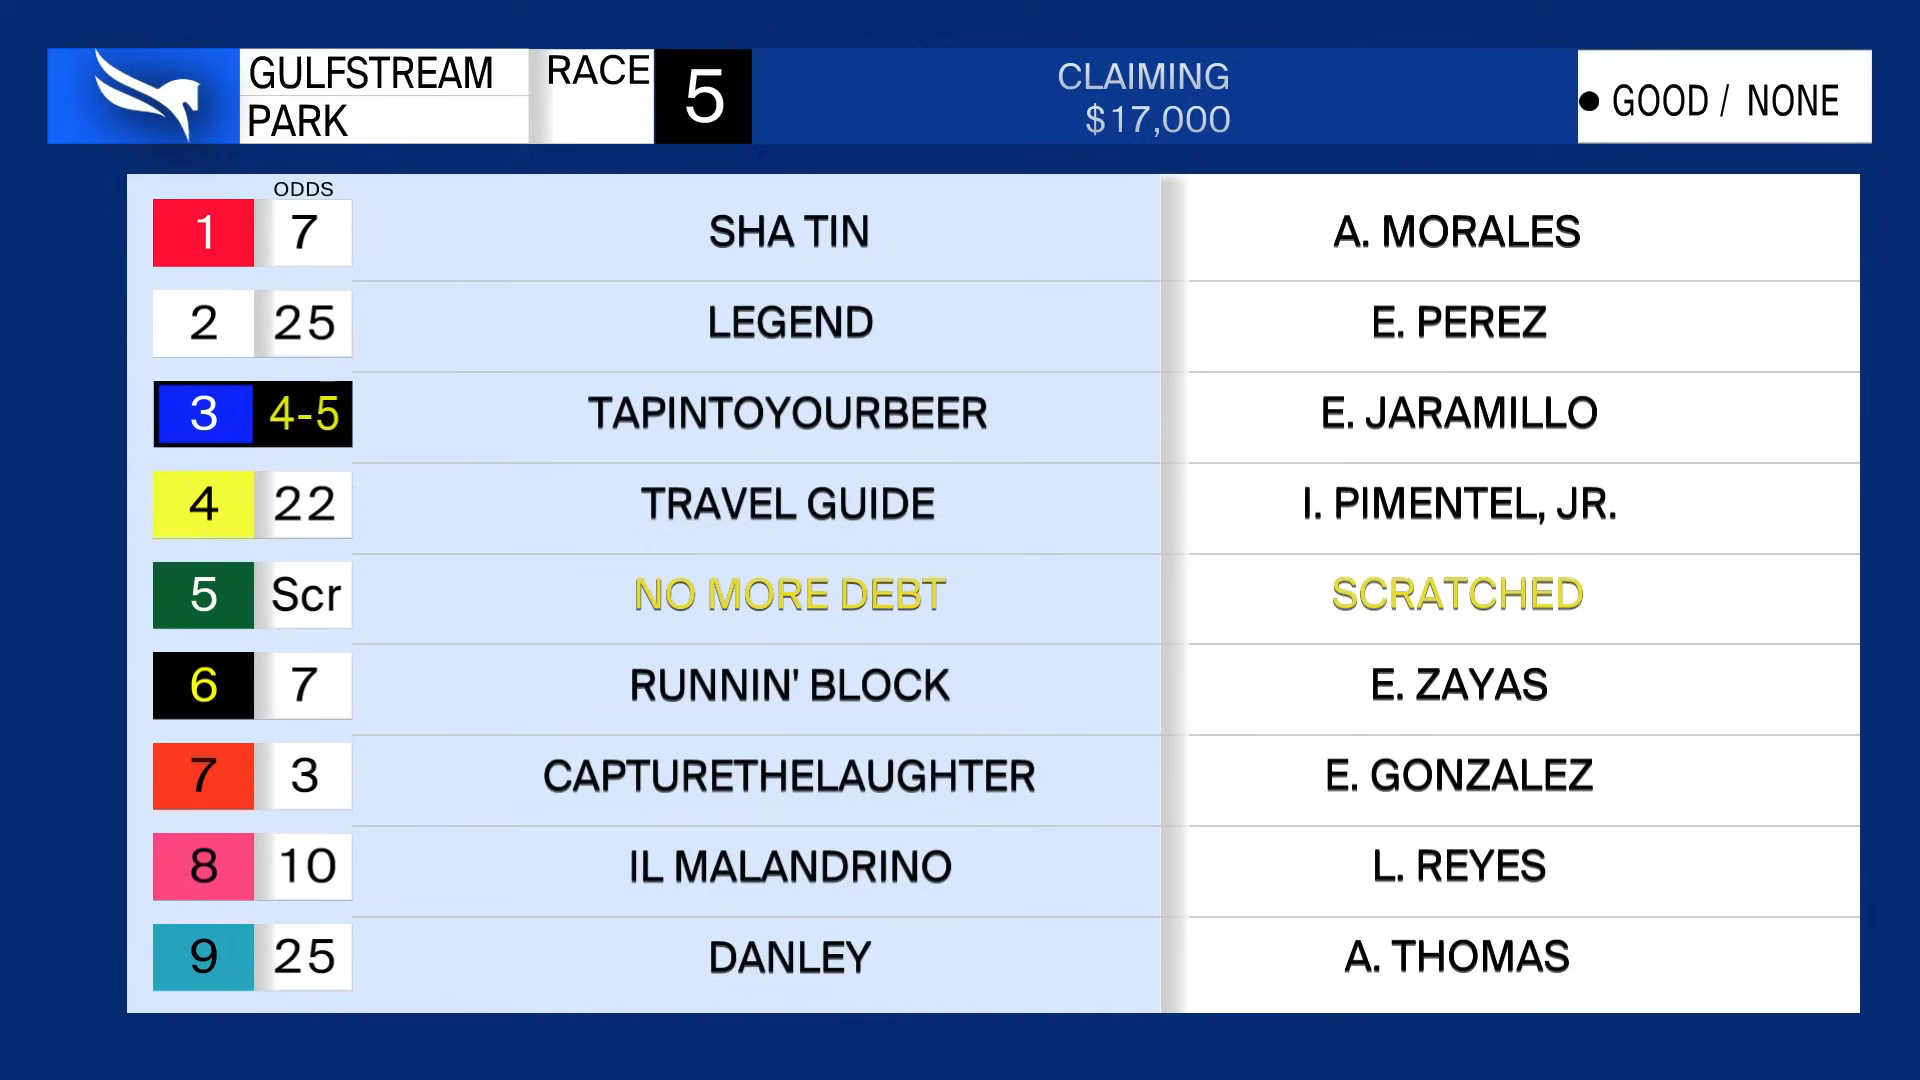 GULFSTREAM
PARK
RACE
5
CLAIMING
$17,000
● GOOD / NONE
ODDS
1 7 SHA TIN A. MORALES
2 25 LEGEND E. PEREZ
3 4-5 TAPINTOYOURBEER E. JARAMILLO
4 22 TRAVEL GUIDE I. PIMENTEL, JR.
5 Scr NO MORE DEBT SCRATCHED
6 7 RUNNIN' BLOCK E. ZAYAS
7 3 CAPTURETHELAUGHTER E. GONZALEZ
8 10 IL MALANDRINO L. REYES
9 25 DANLEY A. THOMAS